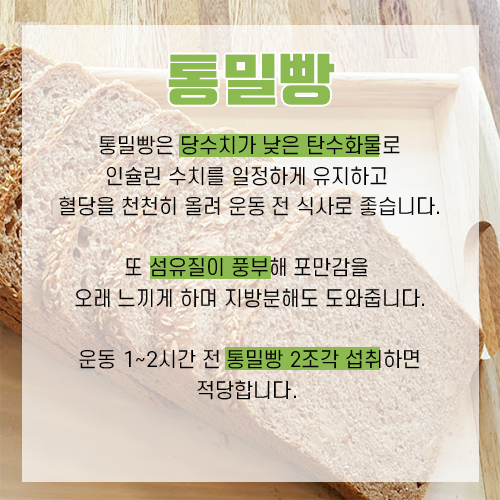 통밀빵
통밀빵은 당수치가 낮은 탄수화물로
인슐린 수치를 일정하게 유지하고
혈당을 천천히 올려 운동 전 식사로 좋습니다.
또 섬유질이 풍부해 포만감을
오래 느끼게 하며 지방분해도 도와줍니다.
운동 1~2시간 전 통밀빵 2조각 섭취하면
적당합니다.